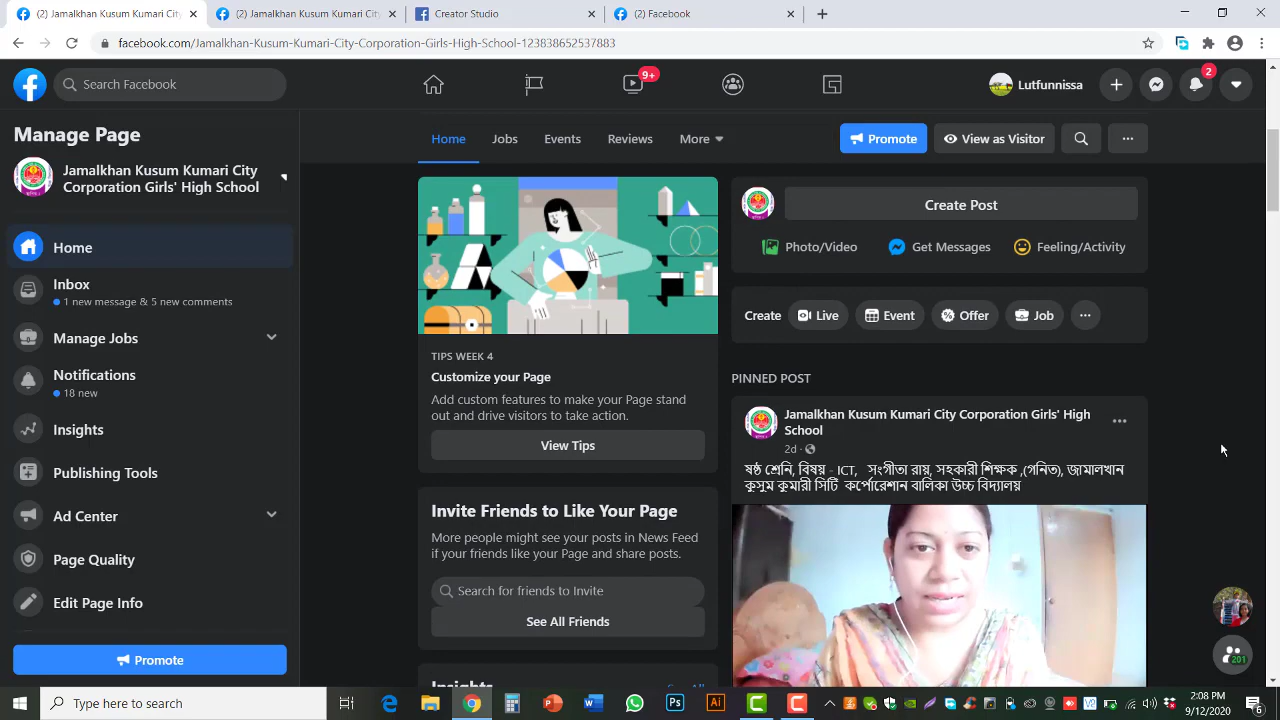 (2) Jamalkhan Kusum Kumari Cit
(2) Jamalkhan Kusum Kumari City
Creator Studio
(2) Facebook
facebook.com/Jamalkhan-Kusum-Kumari-City-Corporation-Girls-High-School-123838652537883
Search Facebook
9+
Lutfunnissa
2
Manage Page
Jamalkhan Kusum Kumari City
Corporation Girls' High School
Home
Inbox
1 new message & 5 new comments
Manage Jobs
Notifications
18 new
Insights
Publishing Tools
Ad Center
Page Quality
Edit Page Info
Promote
Home
Jobs
Events
Reviews
More
Promote
View as Visitor
TIPS WEEK 4
Customize your Page
Add custom features to make your Page stand
out and drive visitors to take action.
View Tips
Invite Friends to Like Your Page
More people might see your posts in News Feed
if your friends like your Page and share posts.
Search for friends to Invite
See All Friends
Insights
See All
Create Post
Photo/Video
Get Messages
Feeling/Activity
Create
Live
Event
Offer
Job
PINNED POST
Jamalkhan Kusum Kumari City Corporation Girls' High
School
2d
ষষ্ঠ শ্রেনি, বিষয় - ICT, সংগীতা রায়, সহকারী শিক্ষক ,(গনিত), জামালখান
কুসুম কুমারী সিটি কর্পোরেশান বালিকা উচ্চ বিদ্যালয়
201
Type here to search
2:08 PM
9/12/2020
6